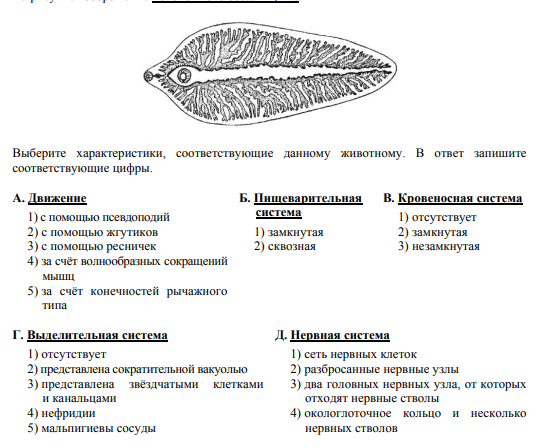 Выберите характеристики, соответствующие данному животному. В ответ запишите
соответствующие цифры.
А. Движение
1) с помощью псевдоподий
2) с помощью жгутиков
3) с помощью ресничек
4) за счёт волнообразных сокращений
мышц
5) за счёт конечностей рычажного
типа
Б. Пищеварительная
система
1) замкнутая
2) сквозная
В. Кровеносная система
1) отсутствует
2) замкнутая
3) незамкнутая
Г. Выделительная система
1) отсутствует
2) представлена сократительной вакуолью
3) представлена звёздчатыми клетками
и канальцами
4) нефридии
5) мальпигиевы сосуды
Д. Нервная система
1) сеть нервных клеток
2) разбросанные нервные узлы
3) два головных нервных узла, от которых
отходят нервные стволы
4) окологлоточное кольцо и несколько
нервных стволов